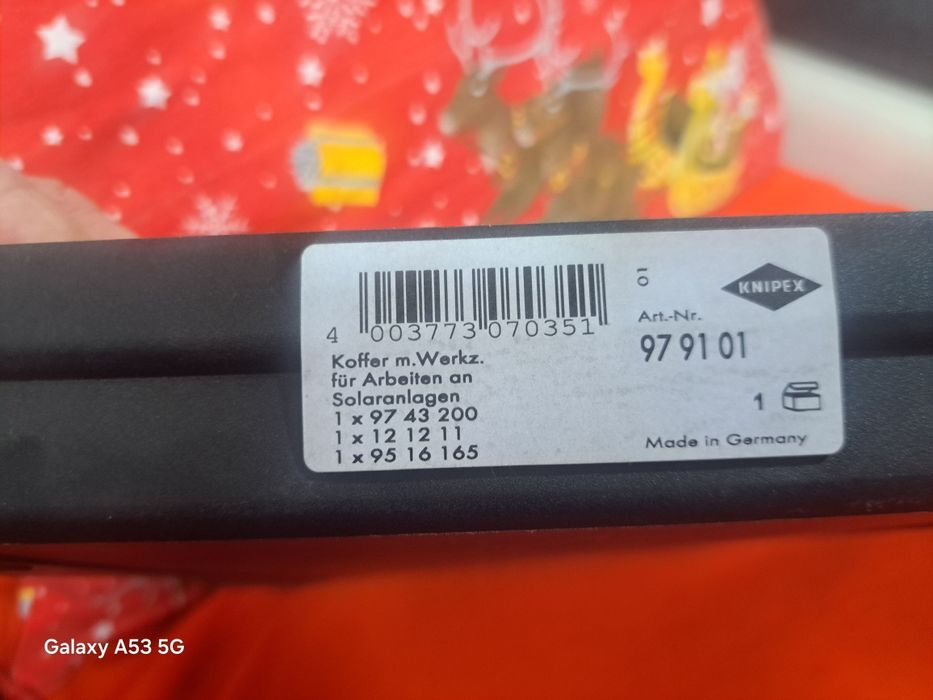 4 003773 070351
01
KNIPEX
Art.-Nr.
97 91 01
Koffer m.Werkz.
für Arbeiten an
Solaranlagen
1 x 97 43 200
1 x 12 12 11
1 x 95 16 165
1
Made in Germany
Galaxy A53 5G